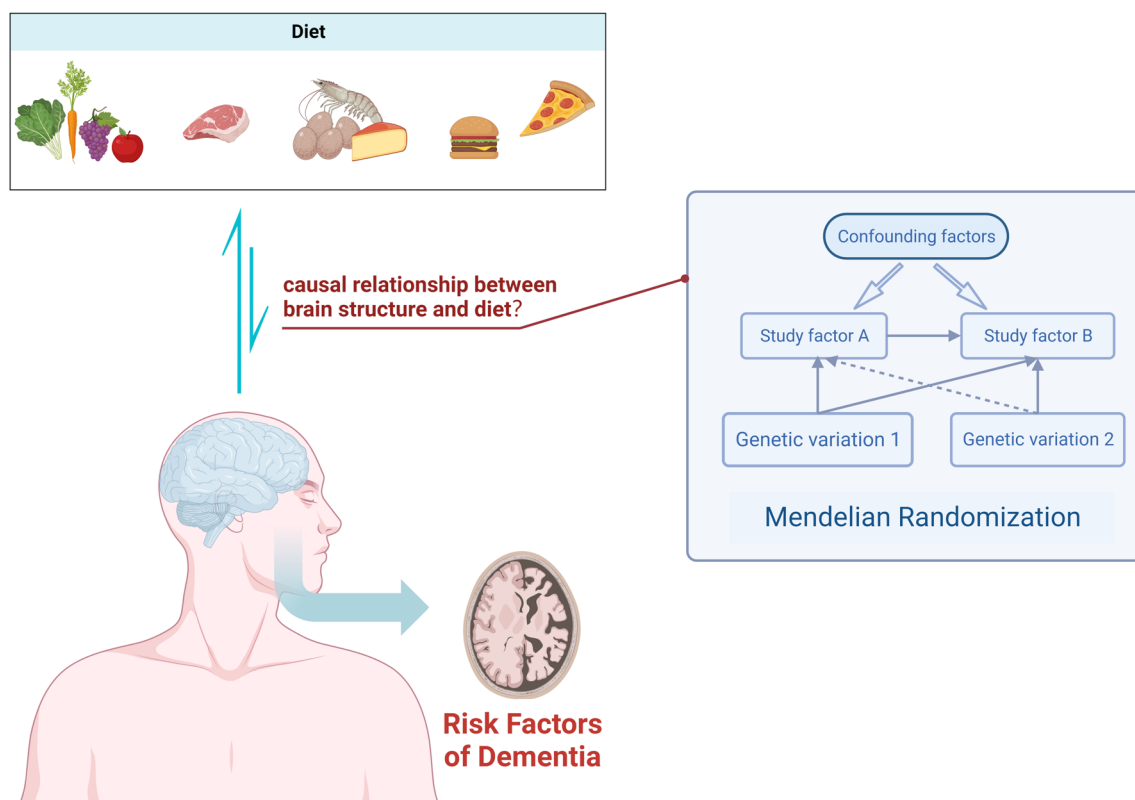 Diet
causal relationship between
brain structure and diet?
Confounding factors
Study factor A
Study factor B
Genetic variation 1
Genetic variation 2
Mendelian Randomization
Risk Factors
of Dementia